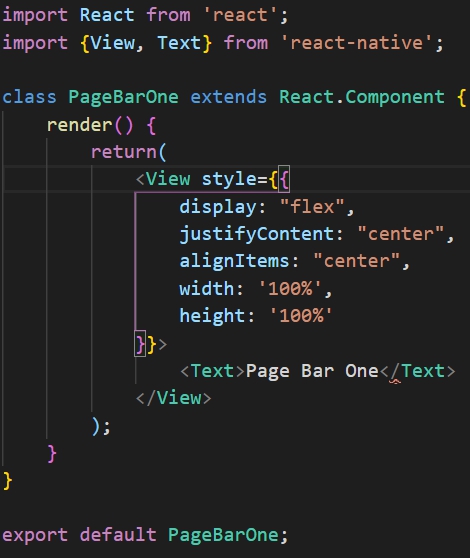 import React from 'react';
import {View, Text} from 'react-native';

class PageBarOne extends React.Component {
    render() {
        return(
            <View style={{
                display: "flex",
                justifyContent: "center",
                alignItems: "center",
                width: '100%',
                height: '100%'
            }}>
                <Text>Page Bar One</Text>
            </View>
        );
    }
}

export default PageBarOne;